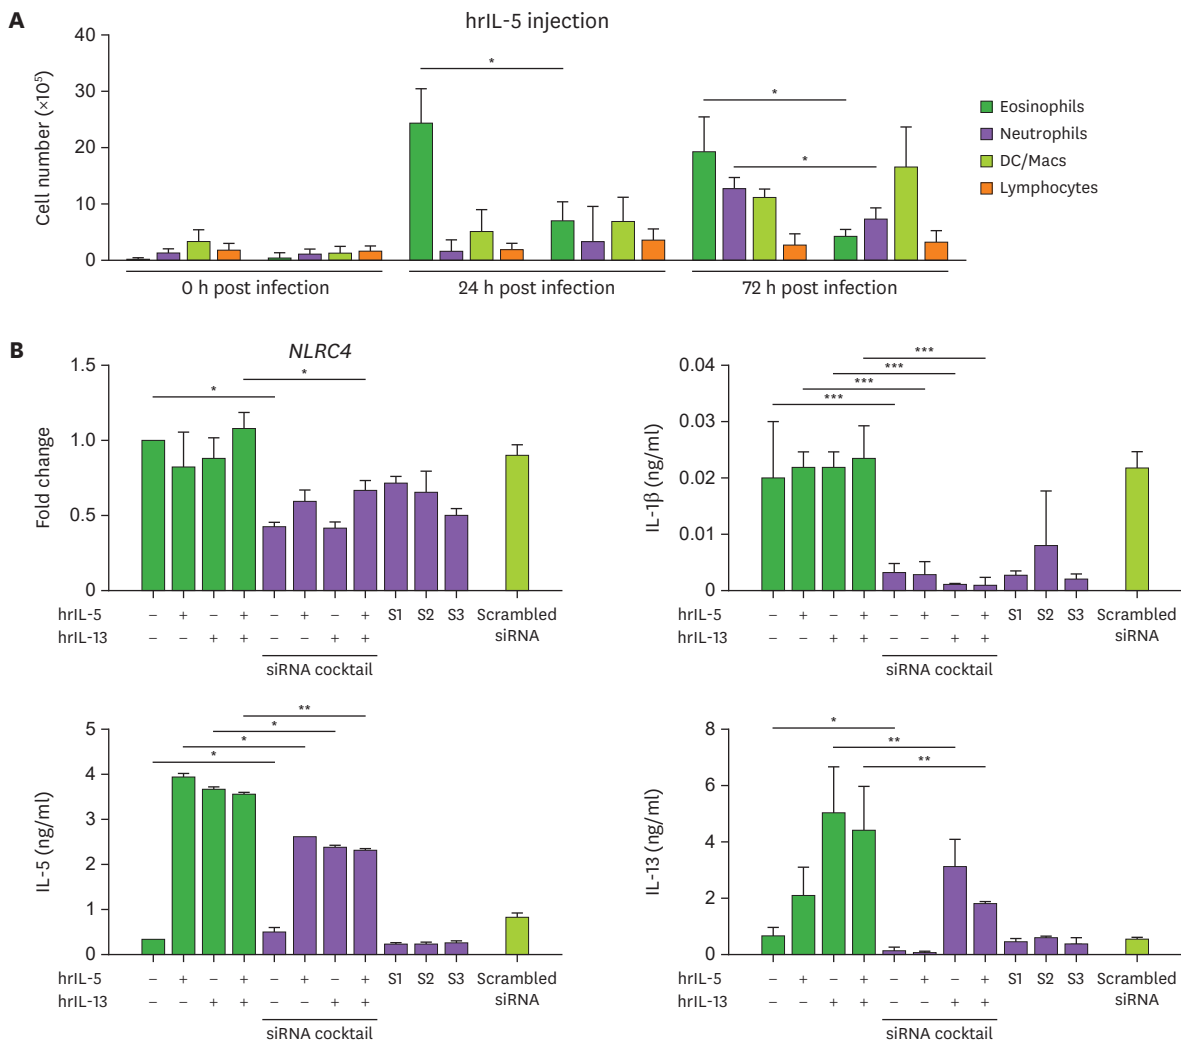 A
hrIL-5 injection
Cell number (×10⁵)
40
30
20
10
0
*
*
*
0 h post infection
24 h post infection
72 h post infection
Eosinophils
Neutrophils
DC/Macs
Lymphocytes
B
NLRC4
Fold change
1.5
1.0
0.5
0
*
*
hrIL-5 − + − + − + − + S1 S2 S3 Scrambled
hrIL-13 − − + + − − + + siRNA
siRNA cocktail
IL-1β (ng/ml)
0.04
0.03
0.02
0.01
0
***
***
***
***
hrIL-5 − + − + − + − + S1 S2 S3 Scrambled
hrIL-13 − − + + − − + + siRNA
siRNA cocktail
IL-5 (ng/ml)
5
4
3
2
1
0
**
*
*
*
hrIL-5 − + − + − + − + S1 S2 S3 Scrambled
hrIL-13 − − + + − − + + siRNA
siRNA cocktail
IL-13 (ng/ml)
8
6
4
2
0
*
**
**
hrIL-5 − + − + − + − + S1 S2 S3 Scrambled
hrIL-13 − − + + − − + + siRNA
siRNA cocktail